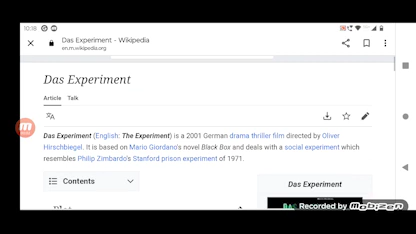 10:18
Das Experiment - Wikipedia
en.m.wikipedia.org
Das Experiment
Article Talk
Das Experiment (English: The Experiment) is a 2001 German drama thriller film directed by Oliver
Hirschbiegel. It is based on Mario Giordano's novel Black Box and deals with a social experiment which
resembles Philip Zimbardo's Stanford prison experiment of 1971.
Contents
Das Experiment
Recorded by
Mobizen